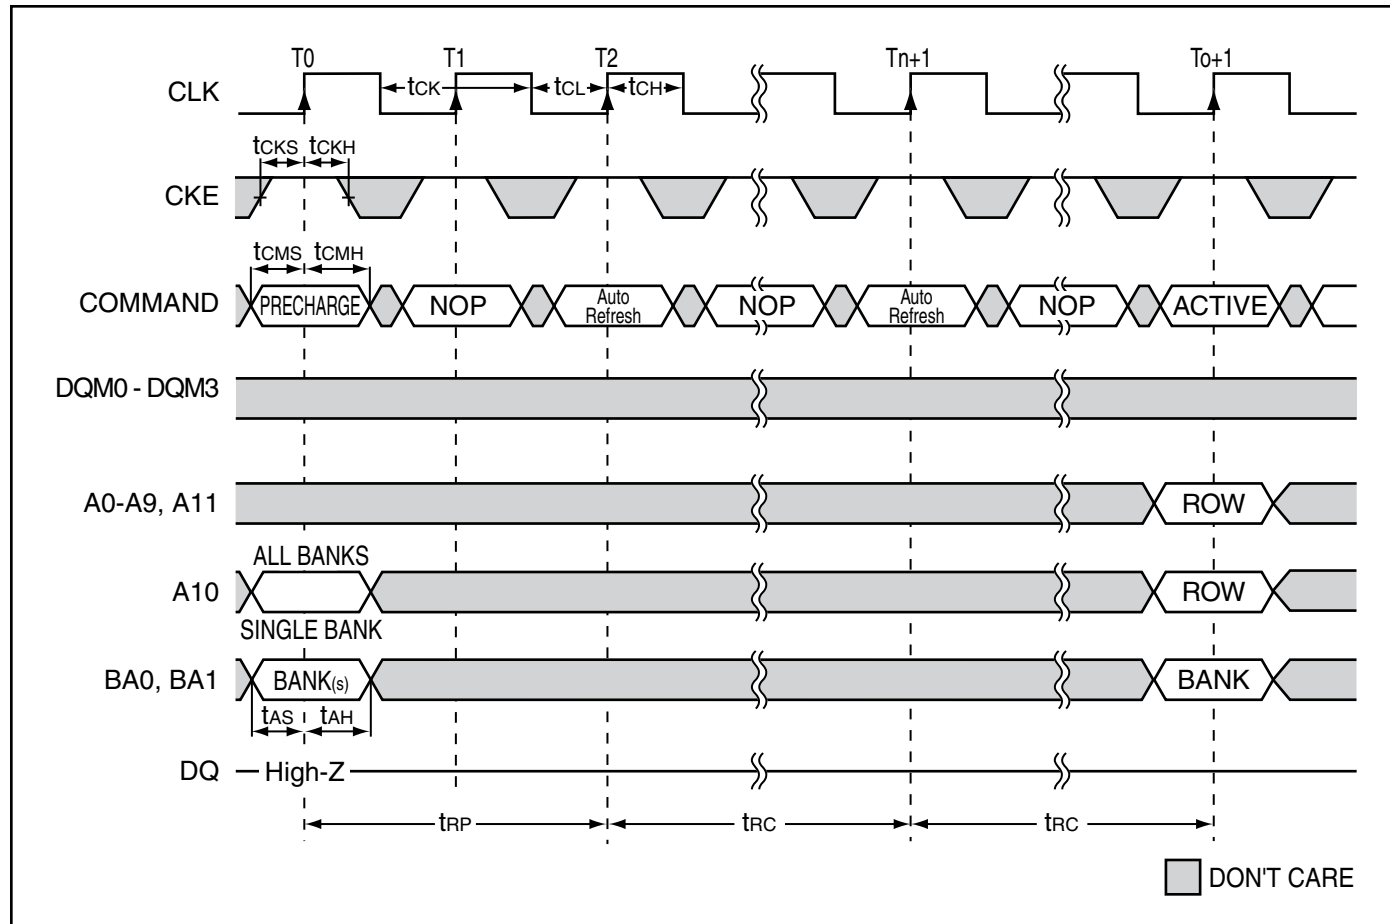 T0 T1 T2 Tn+1 To+1
CLK tCK tCL tCH
tCKS tCKH
CKE
tCMS tCMH
COMMAND PRECHARGE NOP Auto Refresh NOP Auto Refresh NOP ACTIVE
DQM0 - DQM3
A0-A9, A11 ROW
ALL BANKS
A10 ROW
SINGLE BANK
BA0, BA1 BANK(s) BANK
tAS tAH
DQ High-Z
tRP tRC tRC
DON'T CARE